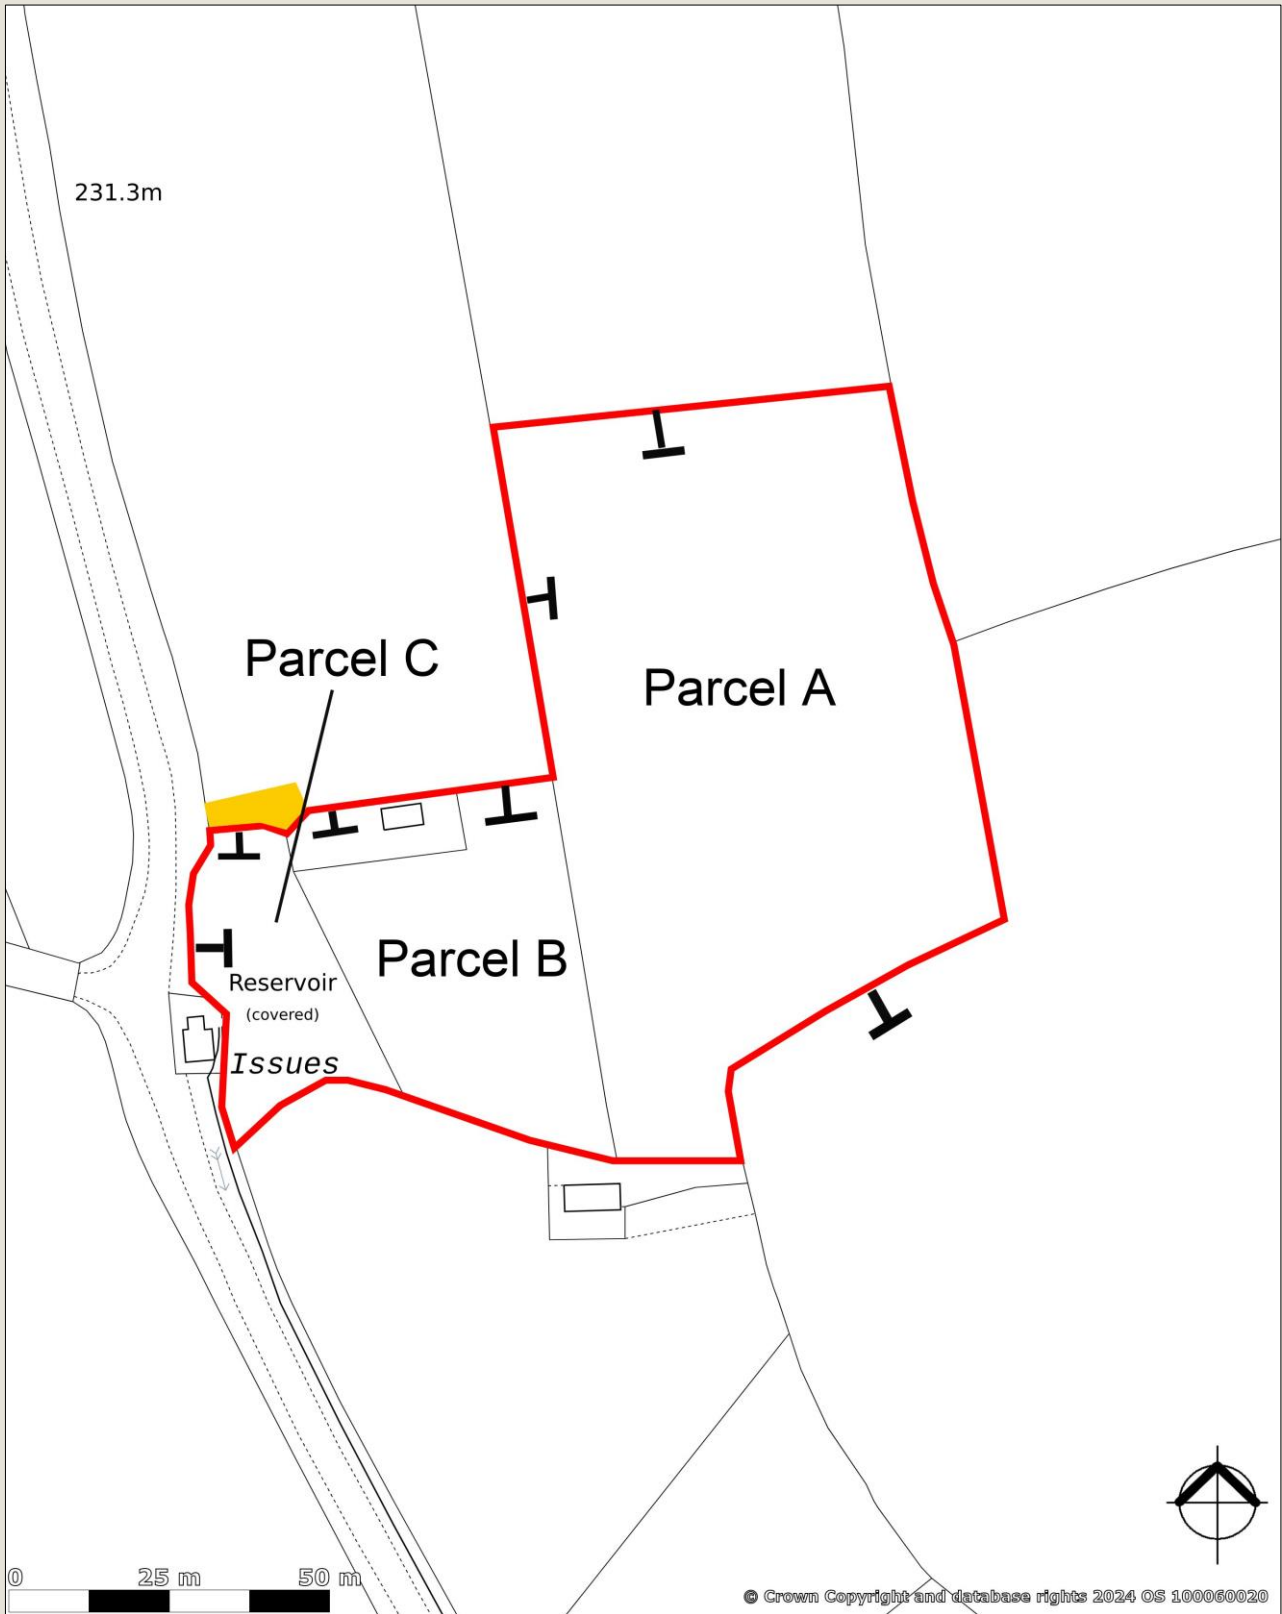 231.3m
Parcel C
Parcel A
Parcel B
Reservoir
(covered)
Issues
0 25 m 50 m
© Crown Copyright and database rights 2024 OS 100060020